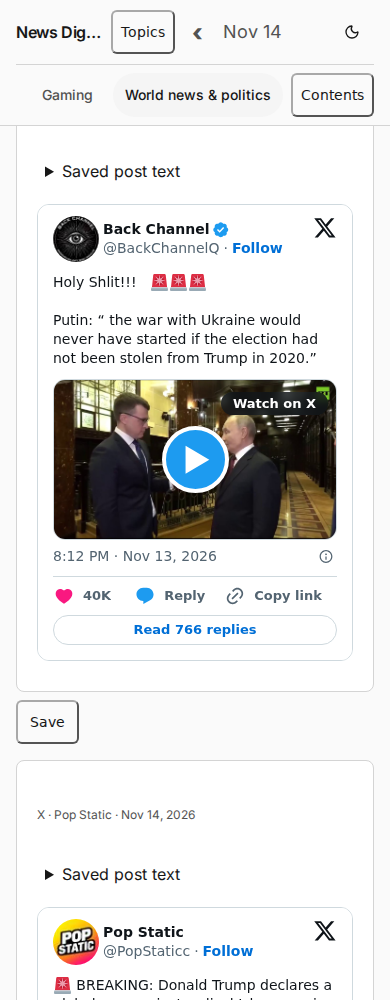 News Dig…
Topics
‹
Nov 14
Gaming
World news & politics
Contents
▶ Saved post text
Back Channel
@BackChannelQ · Follow
Holy Shlit!!! 🚨🚨🚨
Putin: “ the war with Ukraine would
never have started if the election had
not been stolen from Trump in 2020.”
Watch on X
8:12 PM · Nov 13, 2026
40K
Reply
Copy link
Read 766 replies
Save
X · Pop Static · Nov 14, 2026
▶ Saved post text
POP STATIC
Pop Static
@PopStaticc · Follow
🚨 BREAKING: Donald Trump declares a